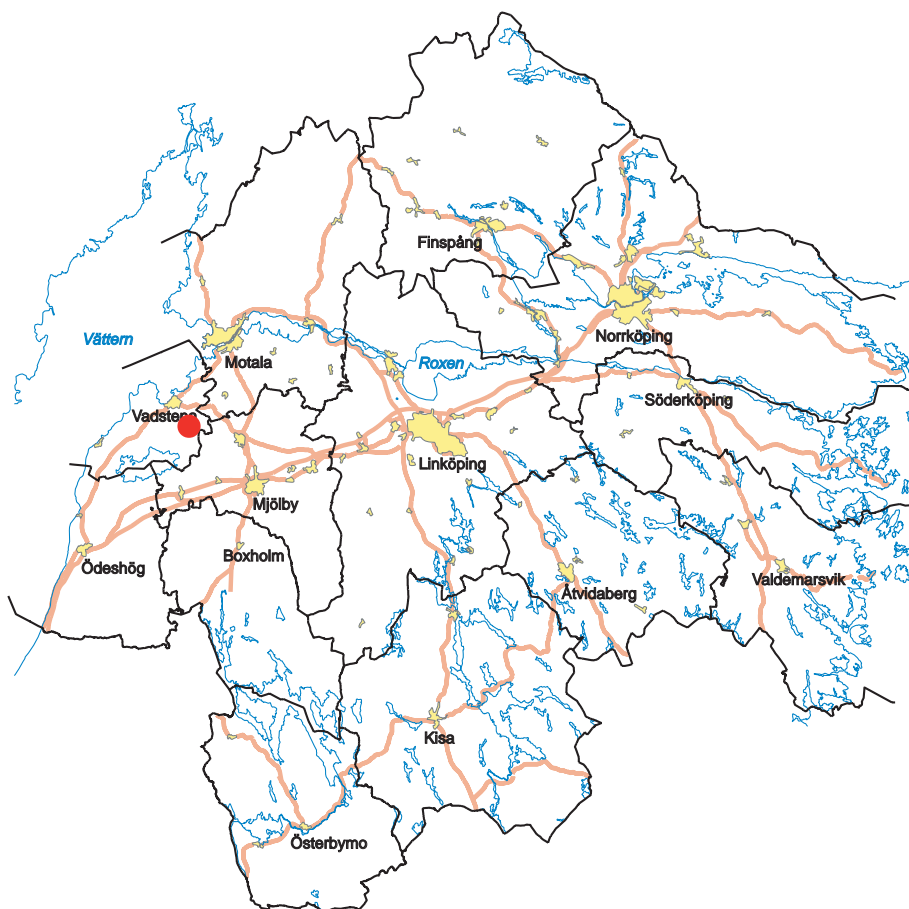 Finspång
Norrköping
Vättern
Motala
Roxen
Söderköping
Vadstena
Linköping
Mjölby
Boxholm
Ödeshög
Valdemarsvik
Åtvidaberg
Kisa
Österbymo